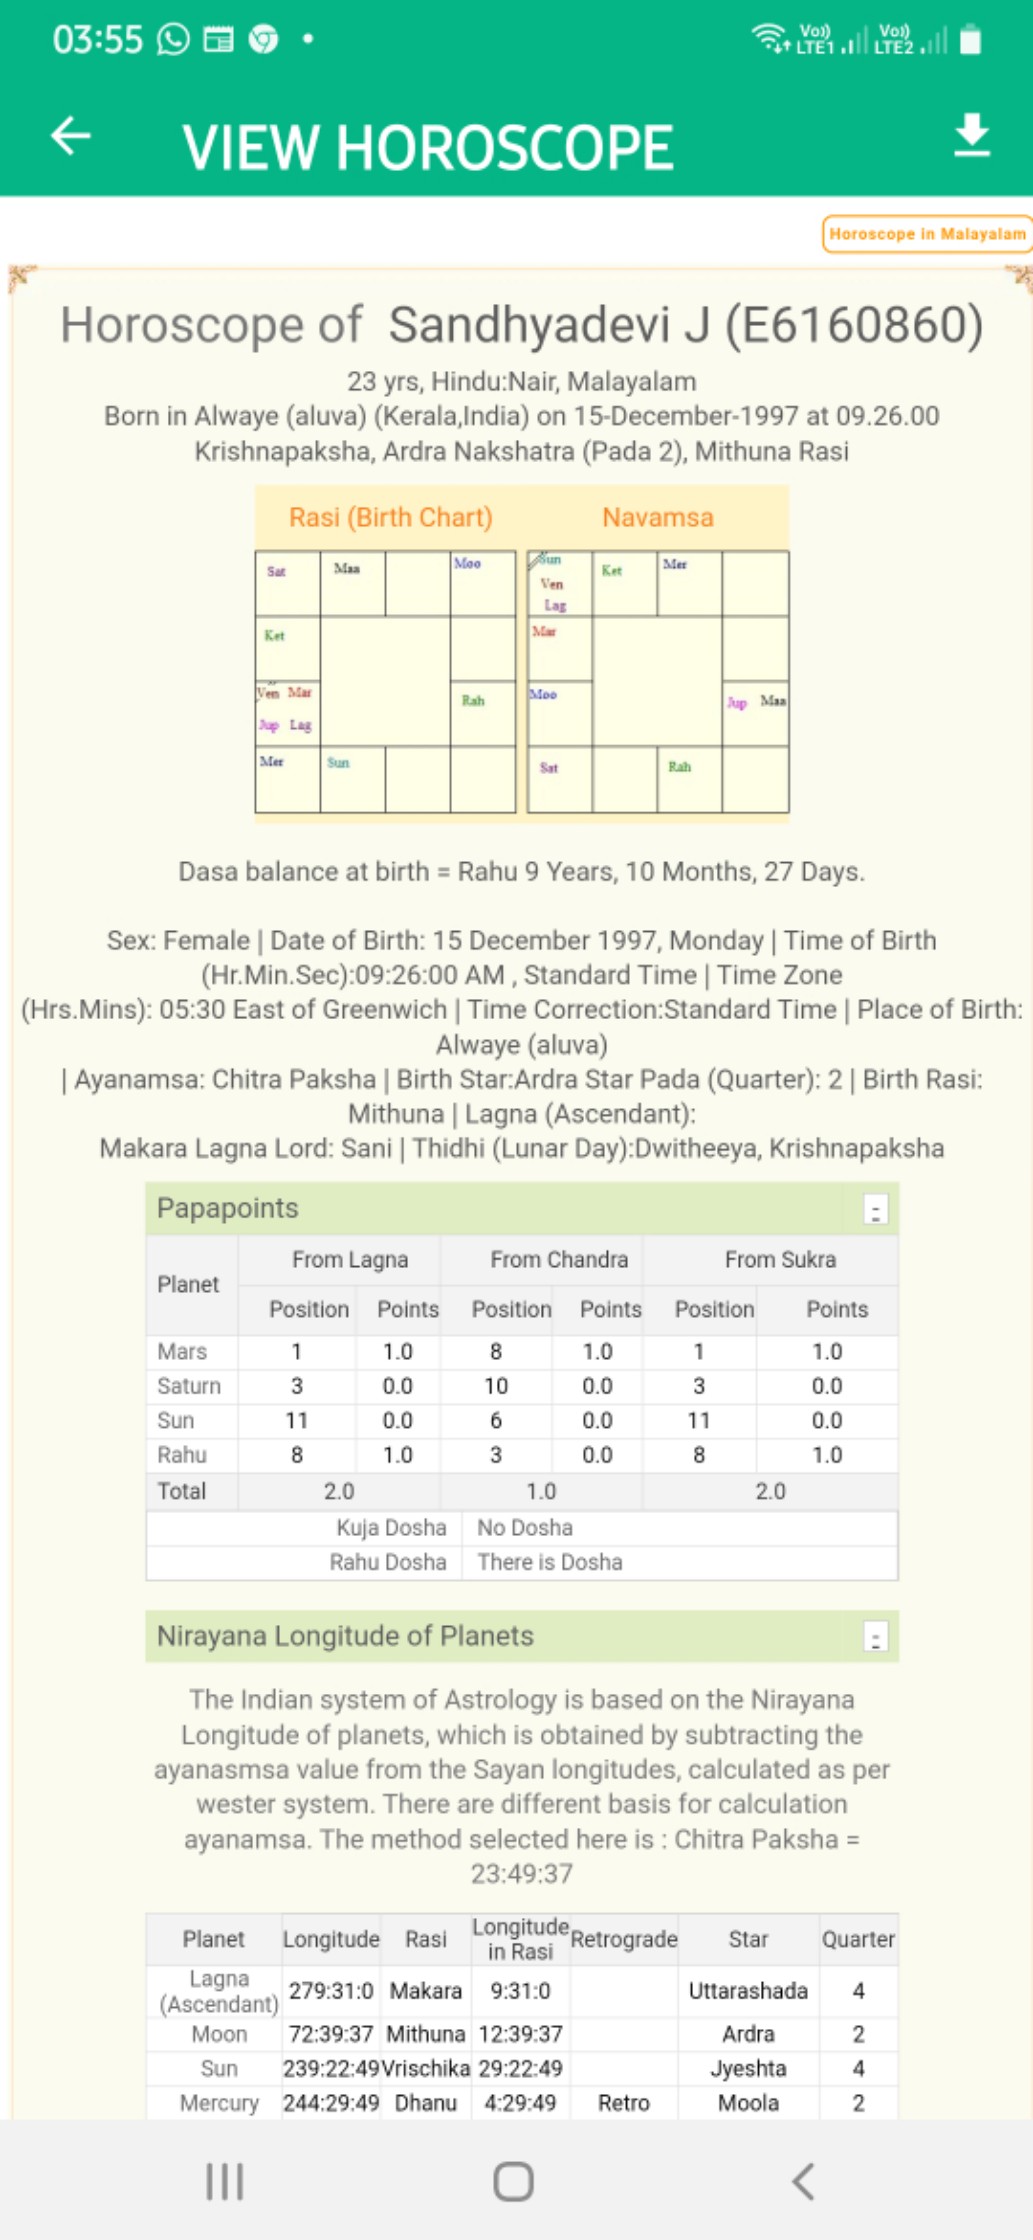 03:55
Vo)) LTE1 Vo)) LTE2
VIEW HOROSCOPE
Horoscope in Malayalam
Horoscope of Sandhyadevi J (E6160860)
23 yrs, Hindu:Nair, Malayalam
Born in Alwaye (aluva) (Kerala,India) on 15-December-1997 at 09.26.00
Krishnapaksha, Ardra Nakshatra (Pada 2), Mithuna Rasi
Rasi (Birth Chart) Navamsa
Sat Maa Moo
Ket
Ven Mar Rah
Jup Lag
Mer Sun
Sun Ket Mer
Ven
Lag
Mar
Moo Jup Maa
Sat Rah
Dasa balance at birth = Rahu 9 Years, 10 Months, 27 Days.
Sex: Female | Date of Birth: 15 December 1997, Monday | Time of Birth
(Hr.Min.Sec):09:26:00 AM , Standard Time | Time Zone
(Hrs.Mins): 05:30 East of Greenwich | Time Correction:Standard Time | Place of Birth:
Alwaye (aluva)
| Ayanamsa: Chitra Paksha | Birth Star:Ardra Star Pada (Quarter): 2 | Birth Rasi:
Mithuna | Lagna (Ascendant):
Makara Lagna Lord: Sani | Thidhi (Lunar Day):Dwitheeya, Krishnapaksha
Papapoints
Planet From Lagna From Chandra From Sukra
Position Points Position Points Position Points
Mars 1 1.0 8 1.0 1 1.0
Saturn 3 0.0 10 0.0 3 0.0
Sun 11 0.0 6 0.0 11 0.0
Rahu 8 1.0 3 0.0 8 1.0
Total 2.0 1.0 2.0
Kuja Dosha No Dosha
Rahu Dosha There is Dosha
Nirayana Longitude of Planets
The Indian system of Astrology is based on the Nirayana
Longitude of planets, which is obtained by subtracting the
ayanasmsa value from the Sayan longitudes, calculated as per
wester system. There are different basis for calculation
ayanamsa. The method selected here is : Chitra Paksha =
23:49:37
Planet Longitude Rasi Longitude in Rasi Retrograde Star Quarter
Lagna (Ascendant) 279:31:0 Makara 9:31:0 Uttarashada 4
Moon 72:39:37 Mithuna 12:39:37 Ardra 2
Sun 239:22:49 Vrischika 29:22:49 Jyeshta 4
Mercury 244:29:49 Dhanu 4:29:49 Retro Moola 2